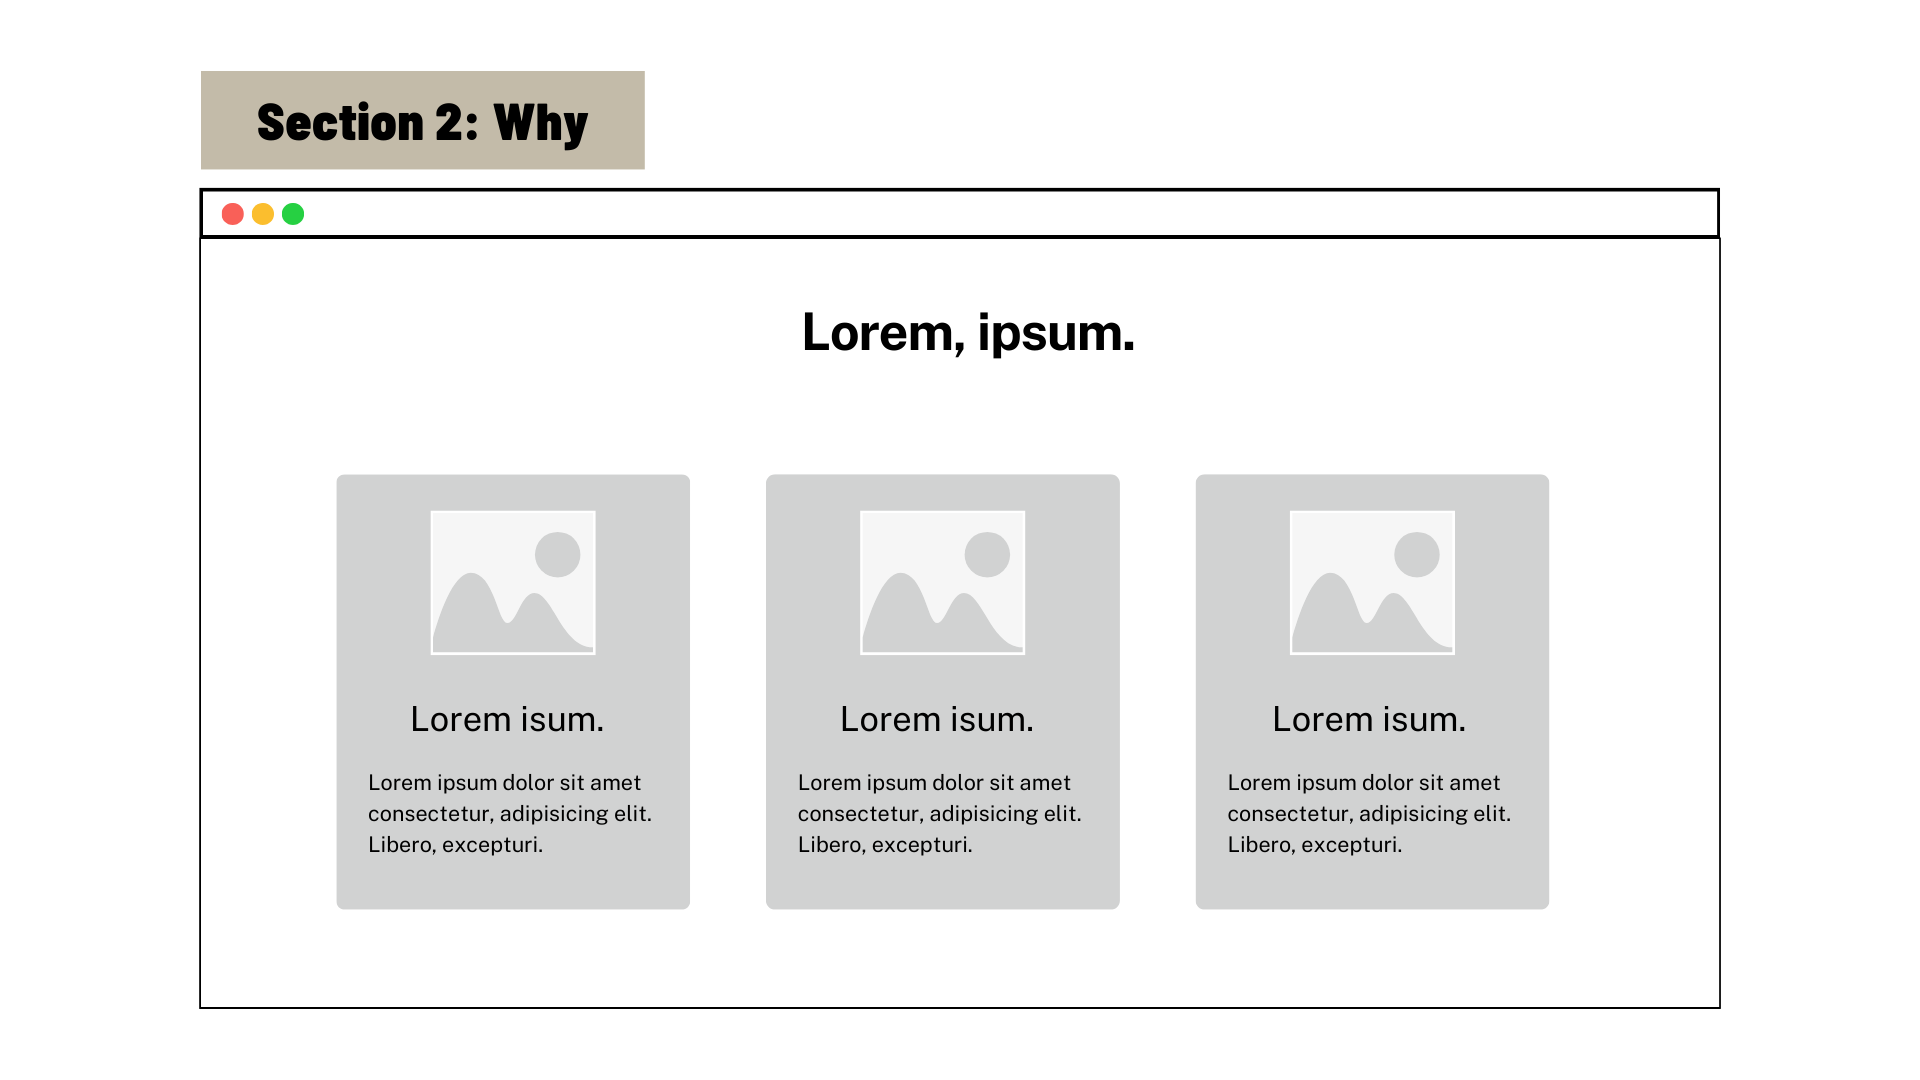 Section 2: Why
Lorem, ipsum.
Lorem isum.
Lorem ipsum dolor sit amet
consectetur, adipisicing elit.
Libero, excepturi.
Lorem isum.
Lorem ipsum dolor sit amet
consectetur, adipisicing elit.
Libero, excepturi.
Lorem isum.
Lorem ipsum dolor sit amet
consectetur, adipisicing elit.
Libero, excepturi.